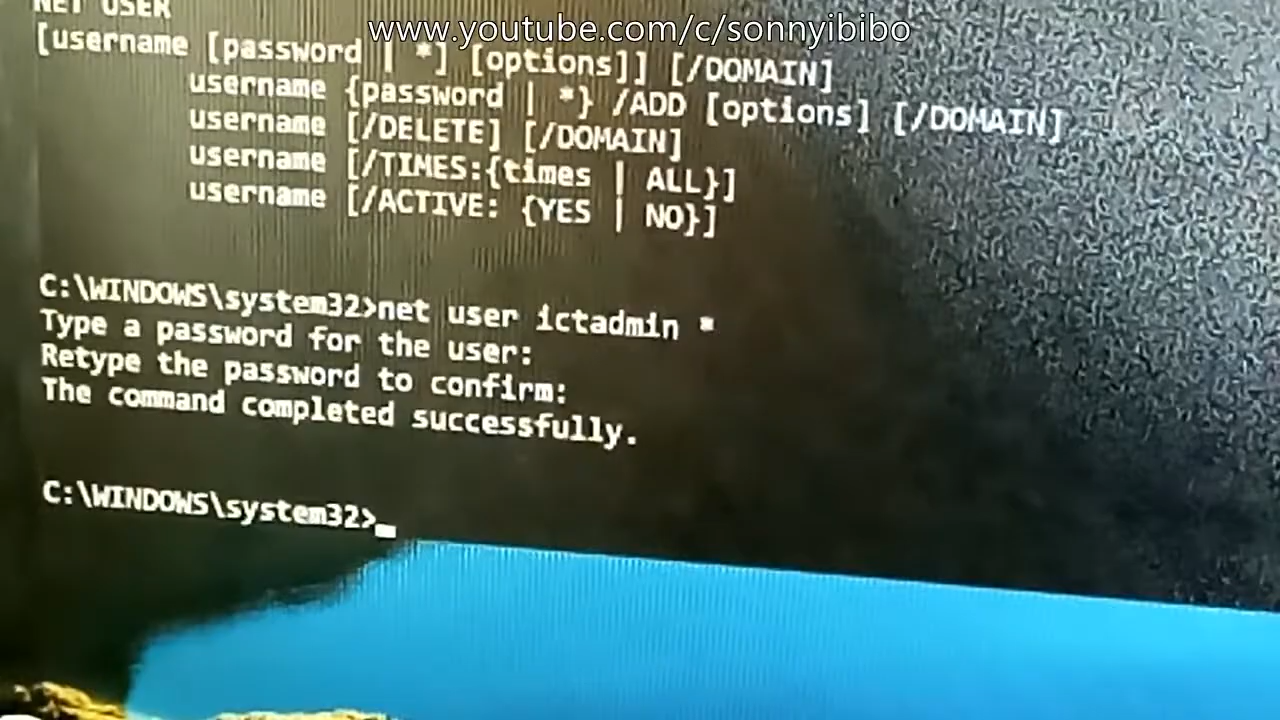 www.youtube.com/c/sonnyibibo
NET USER
[username [password | *] [options]] [/DOMAIN]
username {password | *} /ADD [options] [/DOMAIN]
username [/DELETE] [/DOMAIN]
username [/TIMES:{times | ALL}]
username [/ACTIVE: {YES | NO}]
C:\WINDOWS\system32>net user ictadmin *
Type a password for the user:
Retype the password to confirm:
The command completed successfully.
C:\WINDOWS\system32>